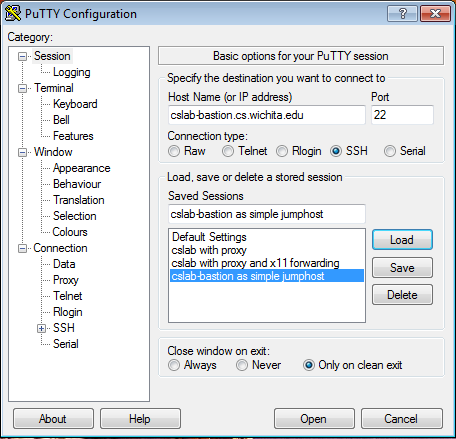 PuTTY Configuration
Category:
Session
Logging
Terminal
Keyboard
Bell
Features
Window
Appearance
Behaviour
Translation
Selection
Colours
Connection
Data
Proxy
Telnet
Rlogin
SSH
Serial
Basic options for your PuTTY session
Specify the destination you want to connect to
Host Name (or IP address) Port
cslab-bastion.cs.wichita.edu 22
Connection type:
Raw Telnet Rlogin SSH Serial
Load, save or delete a stored session
Saved Sessions
cslab-bastion as simple jumphost
Default Settings
cslab with proxy
cslab with proxy and x11 forwarding
cslab-bastion as simple jumphost
Load
Save
Delete
Close window on exit:
Always Never Only on clean exit
About Help Open Cancel